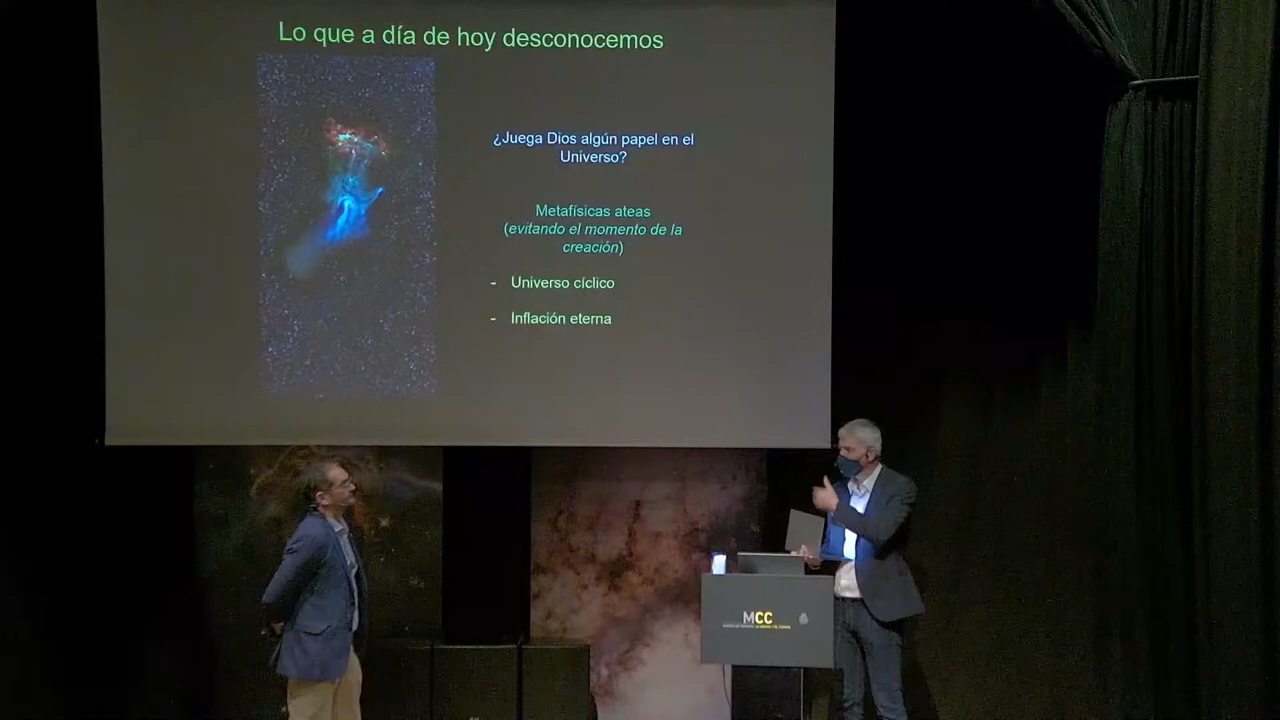 Lo que a día de hoy desconocemos
¿Juega Dios algún papel en el
Universo?
Metafísicas ateas
(evitando el momento de la
creación)
- Universo cíclico
- Inflación eterna
MCC